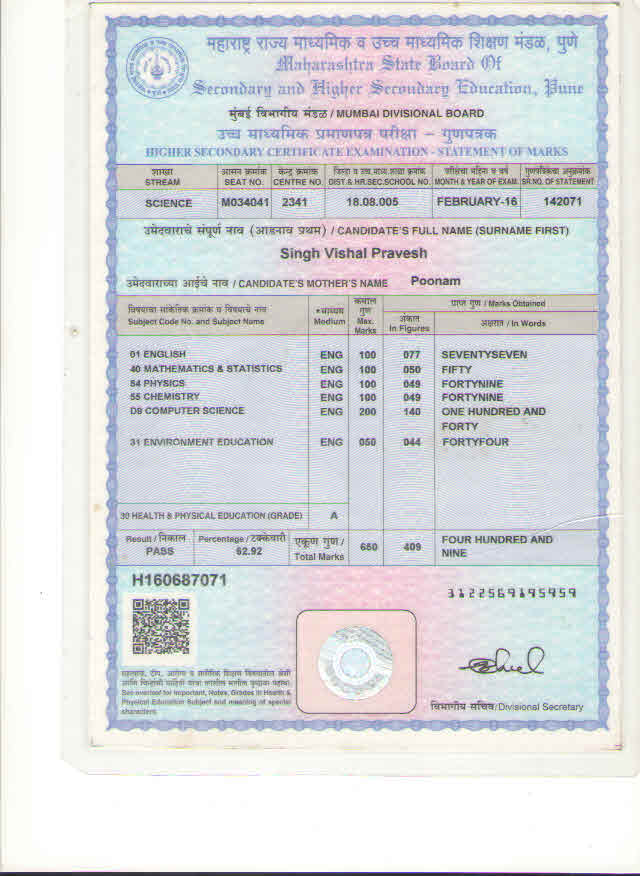 महाराष्ट्र राज्य माध्यमिक व उच्च माध्यमिक शिक्षण मंडळ, पुणे
Maharashtra State Board Of
Secondary and Higher Secondary Education, Pune
मुंबई विभागीय मंडळ / MUMBAI DIVISIONAL BOARD
उच्च माध्यमिक प्रमाणपत्र परीक्षा – गुणपत्रक
HIGHER SECONDARY CERTIFICATE EXAMINATION - STATEMENT OF MARKS
शाखा आसन क्रमांक केन्द्र क्रमांक जिल्हा व उच्च.माध्य.शाळा क्रमांक परीक्षेचा महिना व वर्ष गुणपत्रिकेचा अनुक्रमांक
STREAM SEAT NO. CENTRE NO. DIST & HR.SEC.SCHOOL NO. MONTH & YEAR OF EXAM. SR.NO. OF STATEMENT
SCIENCE M034041 2341 18.08.005 FEBRUARY-16 142071
उमेदवाराचे संपूर्ण नाव (आडनाव प्रथम) / CANDIDATE'S FULL NAME (SURNAME FIRST)
Singh Vishal Pravesh
उमेदवाराच्या आईचे नाव / CANDIDATE'S MOTHER'S NAME Poonam
विषयाचा सांकेतिक क्रमांक व विषयाचे नाव
Subject Code No. and Subject Name
*माध्यम
Medium
कमाल
गुण
Max.
Marks
प्राप्त गुण / Marks Obtained
अंकात
In Figures
अक्षरात / In Words
01 ENGLISH ENG 100 077 SEVENTYSEVEN
40 MATHEMATICS & STATISTICS ENG 100 050 FIFTY
54 PHYSICS ENG 100 049 FORTYNINE
55 CHEMISTRY ENG 100 049 FORTYNINE
D9 COMPUTER SCIENCE ENG 200 140 ONE HUNDRED AND
FORTY
31 ENVIRONMENT EDUCATION ENG 050 044 FORTYFOUR
30 HEALTH & PHYSICAL EDUCATION (GRADE) A
Result / निकाल
PASS
Percentage / टक्केवारी
62.92
एकूण गुण /
Total Marks
650 409
FOUR HUNDRED AND
NINE
H160687071
3122569195959
See overleaf for Important, Notes, Grades in Health &
Physical Education Subject and meaning of special
characters.
विभागीय सचिव/Divisional Secretary